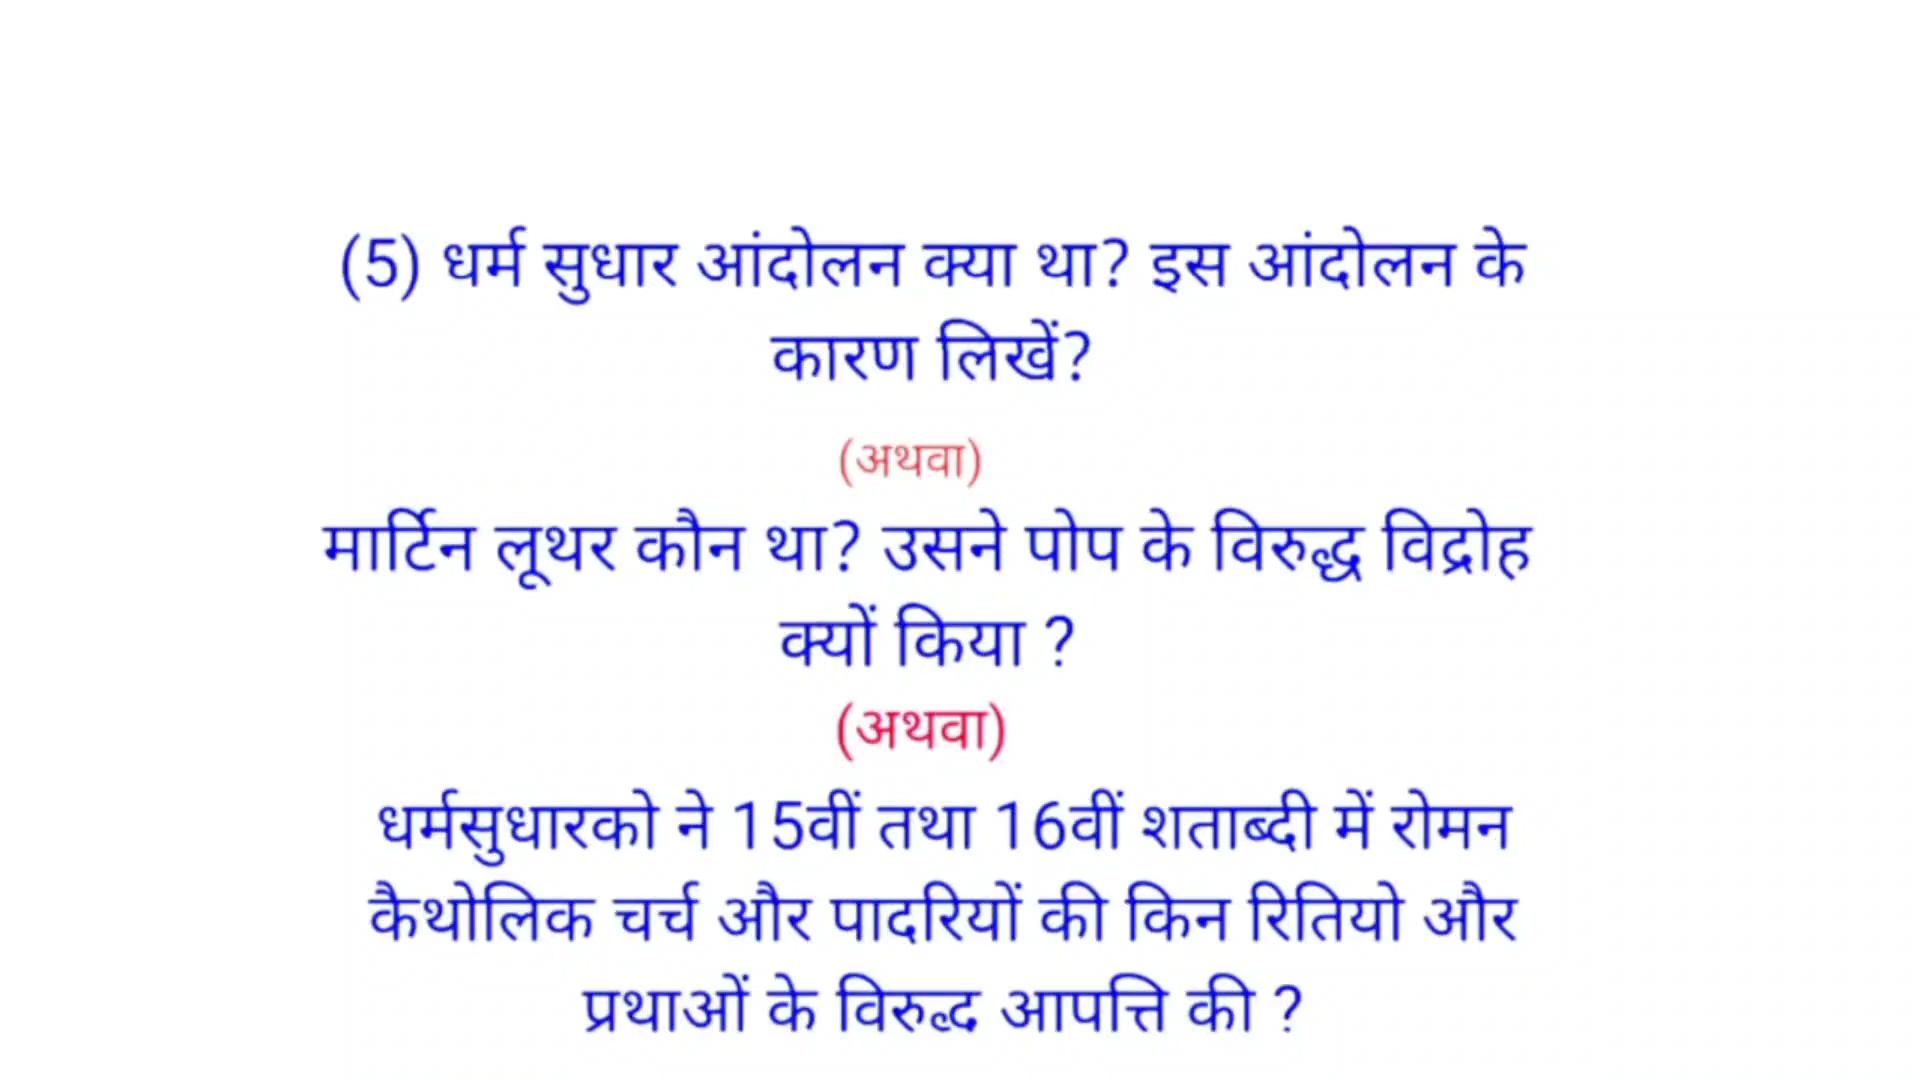 (5) धर्म सुधार आंदोलन क्या था? इस आंदोलन के
कारण लिखें?
(अथवा)
मार्टिन लूथर कौन था? उसने पोप के विरुद्ध विद्रोह
क्यों किया ?
(अथवा)
धर्मसुधारको ने 15वीं तथा 16वीं शताब्दी में रोमन
कैथोलिक चर्च और पादरियों की किन रितियो और
प्रथाओं के विरुद्ध आपत्ति की ?